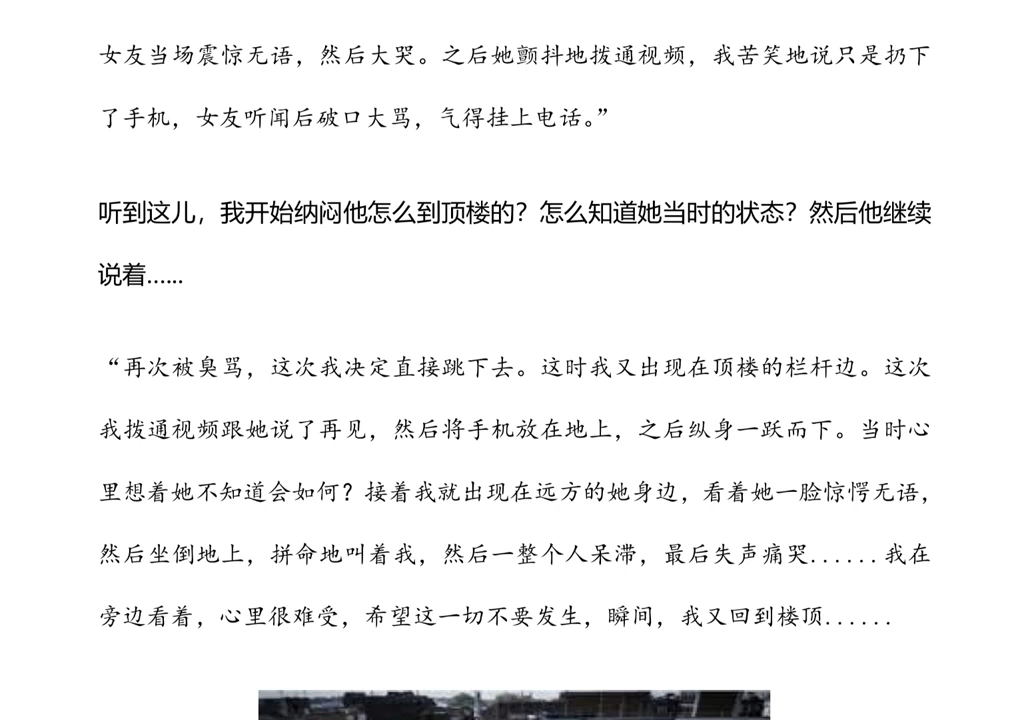 女友当场震惊无语，然后大哭。之后她颤抖地拨通视频，我苦笑地说只是扔下
了手机，女友听闻后破口大骂，气得挂上电话。”
听到这儿，我开始纳闷他怎么到顶楼的？怎么知道她当时的状态？然后他继续
说着……
“再次被臭骂，这次我决定直接跳下去。这时我又出现在顶楼的栏杆边。这次
我拨通视频跟她说了再见，然后将手机放在地上，之后纵身一跃而下。当时心
里想着她不知道会如何？接着我就出现在远方的她身边，看着她一脸惊愕无语，
然后坐倒地上，拼命地叫着我，然后一整个人呆滞，最后失声痛哭......我在
旁边看着，心里很难受，希望这一切不要发生，瞬间，我又回到楼顶......